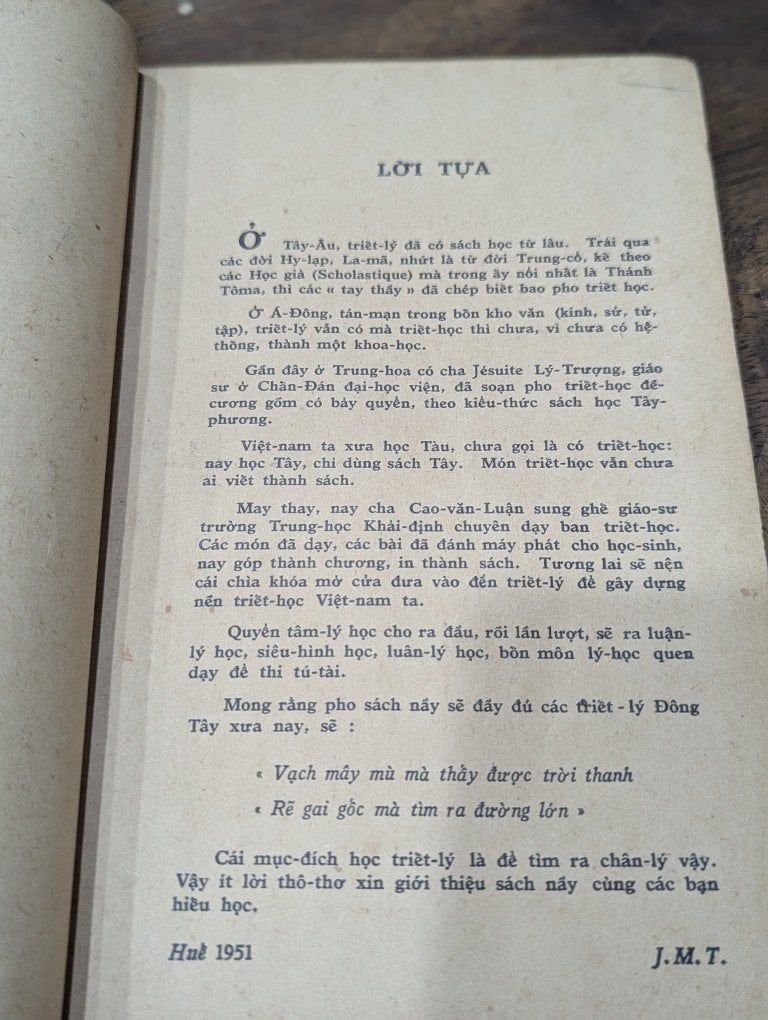 LỜI TỰA
Ở Tây-Âu, triết-lý đã có sách học từ lâu. Trải qua
các đời Hy-lạp, La-mã, nhứt là từ đời Trung-cổ, kẽ theo
các Học giả (Scholastique) mà trong ấy nổi nhất là Thánh
Tôma, thì các « tay thầy » đã chép biết bao pho triết học.
Ở Á-Đông, tán-mạn trong bốn kho văn (kinh, sử, tử,
tập), triết-lý vẫn có mà triết-học thì chưa, vì chưa có hệ-
thống, thành một khoa-học.
Gần đây ở Trung-hoa có cha Jésuite Lý-Trượng, giáo
sư ở Chấn-Đán đại-học viện, đã soạn pho triết-học đề-
cương gồm có bảy quyển, theo kiểu-thức sách học Tây-
phương.
Việt-nam ta xưa học Tàu, chưa gọi là có triết-học:
nay học Tây, chỉ dùng sách Tây. Món triết-học vẫn chưa
ai viết thành sách.
May thay, nay cha Cao-văn-Luận sung ghế giáo-sư
trường Trung-học Khải-định chuyên dạy ban triết-học.
Các món đã dạy, các bài đã đánh máy phát cho học-sinh,
nay góp thành chương, in thành sách. Tương lai sẽ nện
cái chìa khóa mở cửa đưa vào đền triết-lý để gây dựng
nền triết-học Việt-nam ta.
Quyển tâm-lý học cho ra đầu, rồi lần lượt, sẽ ra luận-
lý học, siêu-hình học, luân-lý học, bốn môn lý-học quen
dạy để thi tú-tài.
Mong rằng pho sách nầy sẽ đầy đủ các triết-lý Đông
Tây xưa nay, sẽ :
« Vạch mây mù mà thấy được trời thanh
« Rẽ gai gốc mà tìm ra đường lớn »
Cái mục-đích học triết-lý là để tìm ra chân-lý vậy.
Vậy ít lời thô-thơ xin giới thiệu sách nầy cùng các bạn
hiếu học.
Huế 1951
J.M.T.